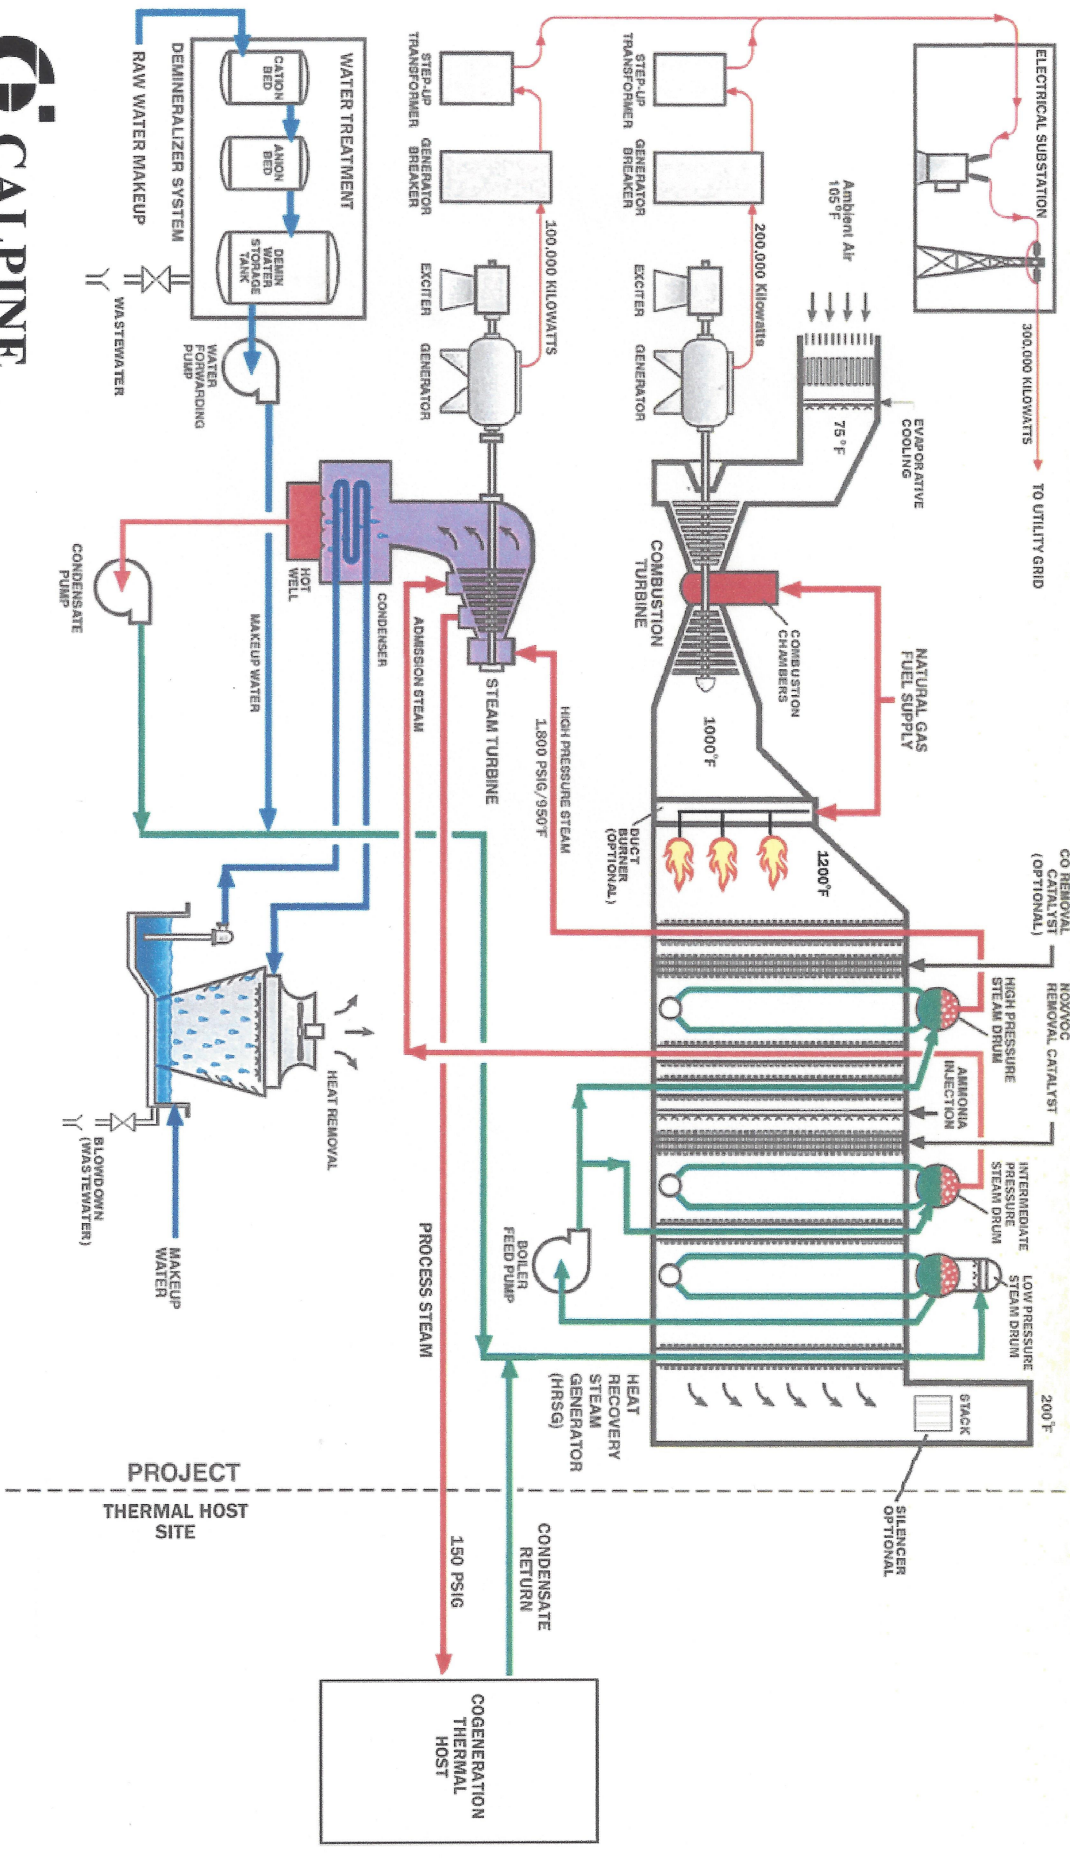 ELECTRICAL SUBSTATION
300,000 KILOWATTS
TO UTILITY GRID
CO REMOVAL
CATALYST
(OPTIONAL)
NOX/VOC
REMOVAL CATALYST
HIGH PRESSURE
STEAM DRUM
AMMONIA
INJECTION
INTERMEDIATE
PRESSURE
STEAM DRUM
LOW PRESSURE
STEAM DRUM
200°F
STACK
SILENCER
OPTIONAL
Ambient Air
105°F
EVAPORATIVE
COOLING
75°F
NATURAL GAS
FUEL SUPPLY
COMBUSTION
CHAMBERS
1000°F
1200°F
200,000 Kilowatts
STEP-UP
TRANSFORMER
GENERATOR
BREAKER
EXCITER
GENERATOR
COMBUSTION
TURBINE
DUCT
BURNER
(OPTIONAL)
HEAT
RECOVERY
STEAM
GENERATOR
(HRSG)
HIGH PRESSURE STEAM
1.800 PSIG/950°F
BOILER
FEED PUMP
100,000 KILOWATTS
STEP-UP
TRANSFORMER
GENERATOR
BREAKER
EXCITER
GENERATOR
STEAM TURBINE
ADMISSION STEAM
PROCESS STEAM
150 PSIG
CONDENSATE
RETURN
COGENERATION
THERMAL
HOST
WATER TREATMENT
CATION
BED
ANION
BED
DEMIN
WATER
STORAGE
TANK
DEMINERALIZER SYSTEM
RAW WATER MAKEUP
WASTEWATER
WATER
FORWARDING
PUMP
CONDENSER
HOT
WELL
MAKEUP WATER
CONDENSATE
PUMP
HEAT REMOVAL
BLOWDOWN
(WASTEWATER)
MAKEUP
WATER
PROJECT
THERMAL HOST
SITE
CALPINE